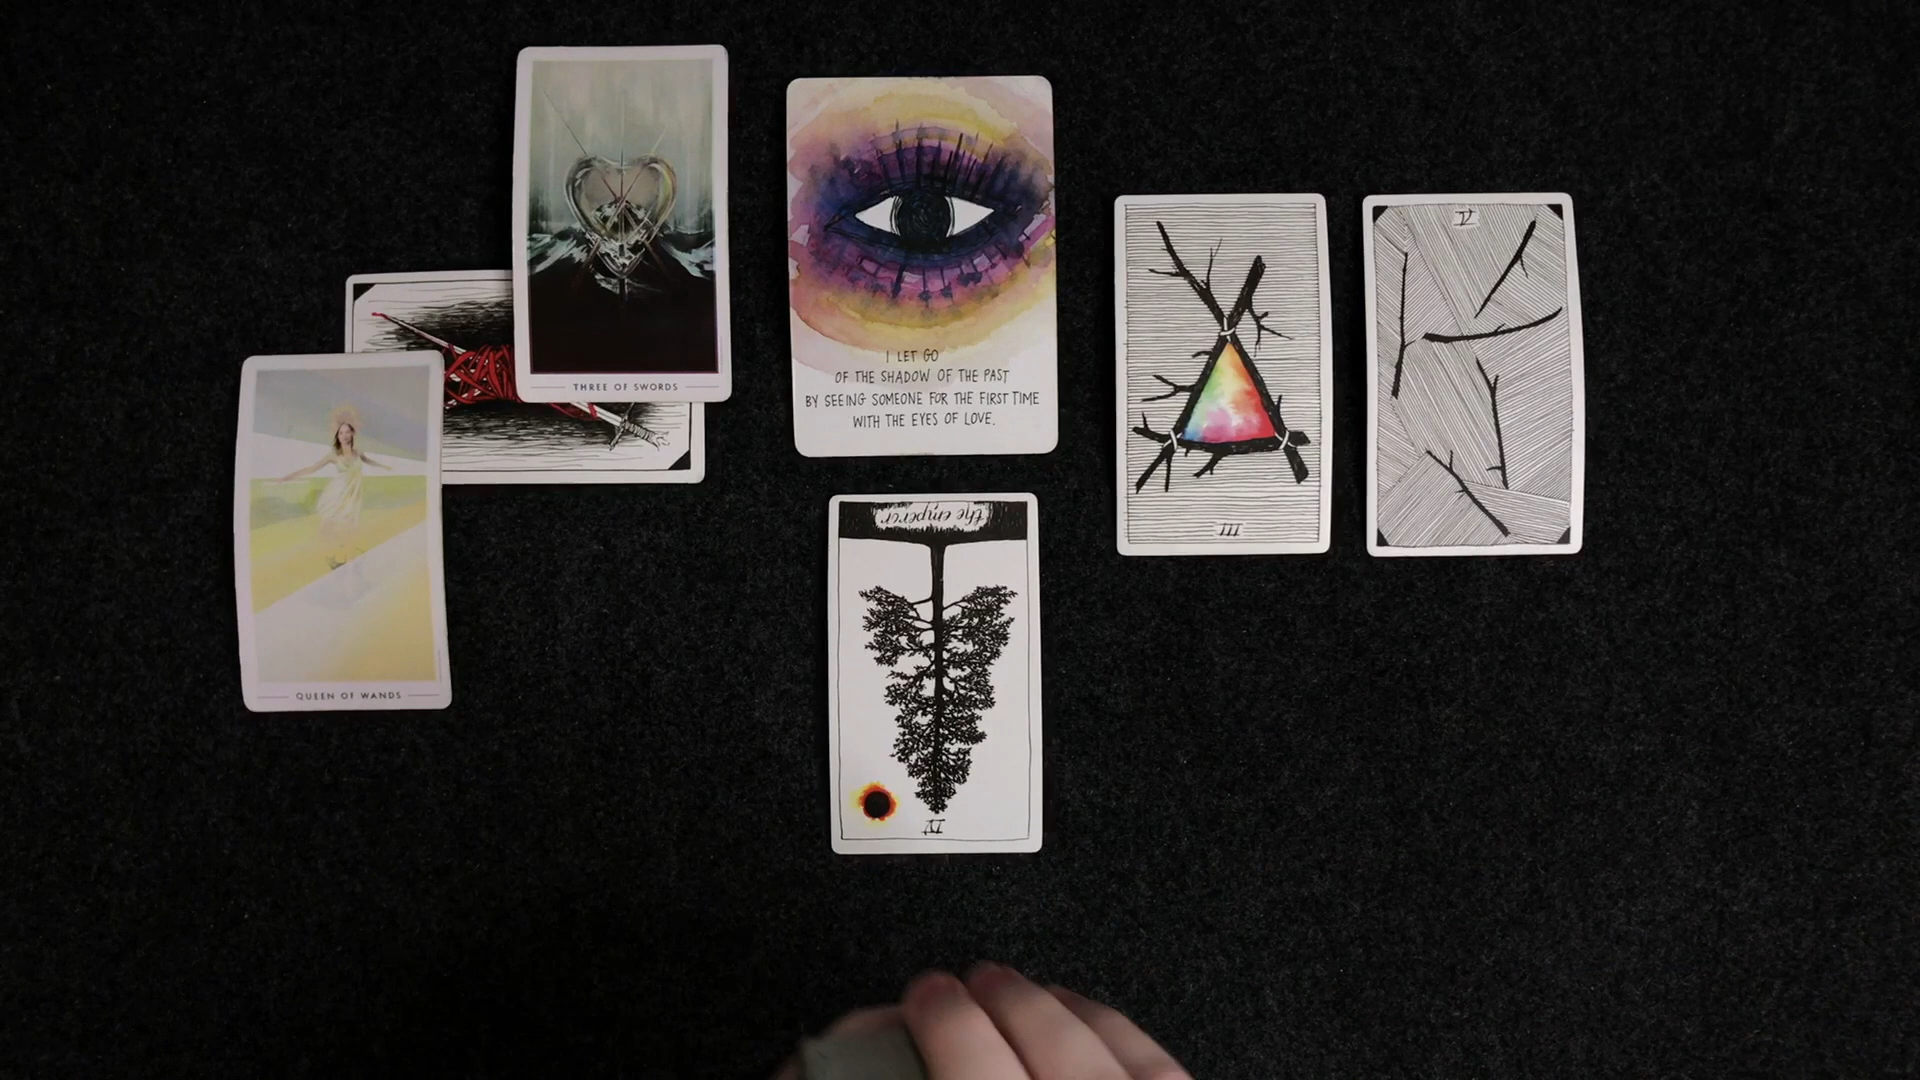 THREE OF SWORDS
I LET GO
OF THE SHADOW OF THE PAST
BY SEEING SOMEONE FOR THE FIRST TIME
WITH THE EYES OF LOVE.
V
III
QUEEN OF WANDS
the emperor
IV